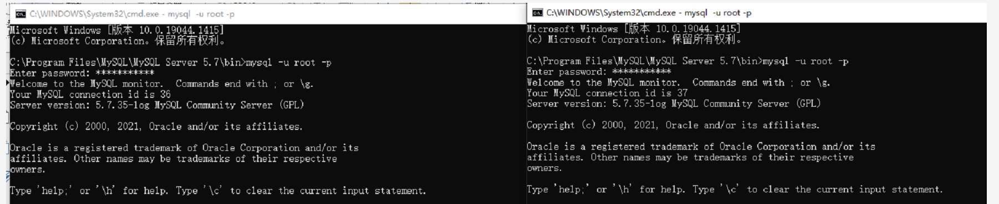 C:\WINDOWS\System32\cmd.exe - mysql  -u root -p
Microsoft Windows [版本 10.0.19044.1415]
(c) Microsoft Corporation。保留所有权利。
C:\Program Files\MySQL\MySQL Server 5.7\bin>mysql -u root -p
Enter password: ***********
Welcome to the MySQL monitor.  Commands end with ; or \g.
Your MySQL connection id is 36
Server version: 5.7.35-log MySQL Community Server (GPL)
Copyright (c) 2000, 2021, Oracle and/or its affiliates.
Oracle is a registered trademark of Oracle Corporation and/or its
affiliates. Other names may be trademarks of their respective
owners.
Type 'help;' or '\h' for help. Type '\c' to clear the current input statement.
C:\WINDOWS\System32\cmd.exe - mysql  -u root -p
Microsoft Windows [版本 10.0.19044.1415]
(c) Microsoft Corporation。保留所有权利。
C:\Program Files\MySQL\MySQL Server 5.7\bin>mysql -u root -p
Enter password: ***********
Welcome to the MySQL monitor.  Commands end with ; or \g.
Your MySQL connection id is 37
Server version: 5.7.35-log MySQL Community Server (GPL)
Copyright (c) 2000, 2021, Oracle and/or its affiliates.
Oracle is a registered trademark of Oracle Corporation and/or its
affiliates. Other names may be trademarks of their respective
owners.
Type 'help;' or '\h' for help. Type '\c' to clear the current input statement.